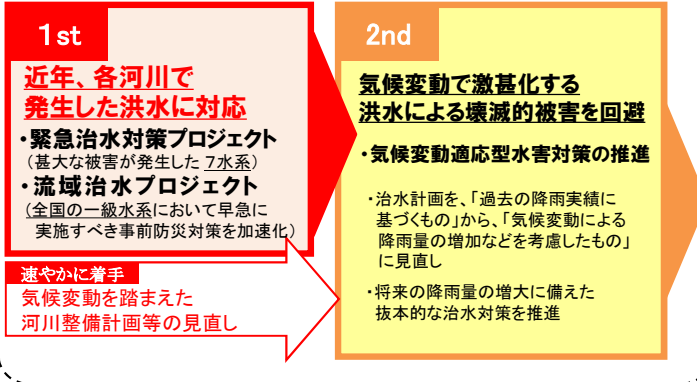 1st
近年、各河川で
発生した洪水に対応
・緊急治水対策プロジェクト
(甚大な被害が発生した 7水系)
・流域治水プロジェクト
(全国の一級水系において早急に
実施すべき事前防災対策を加速化)
速やかに着手
気候変動を踏まえた
河川整備計画等の見直し
2nd
気候変動で激甚化する
洪水による壊滅的被害を回避
・気候変動適応型水害対策の推進
・治水計画を、「過去の降雨実績に
基づくもの」から、「気候変動による
降雨量の増加などを考慮したもの」
に見直し
・将来の降雨量の増大に備えた
抜本的な治水対策を推進